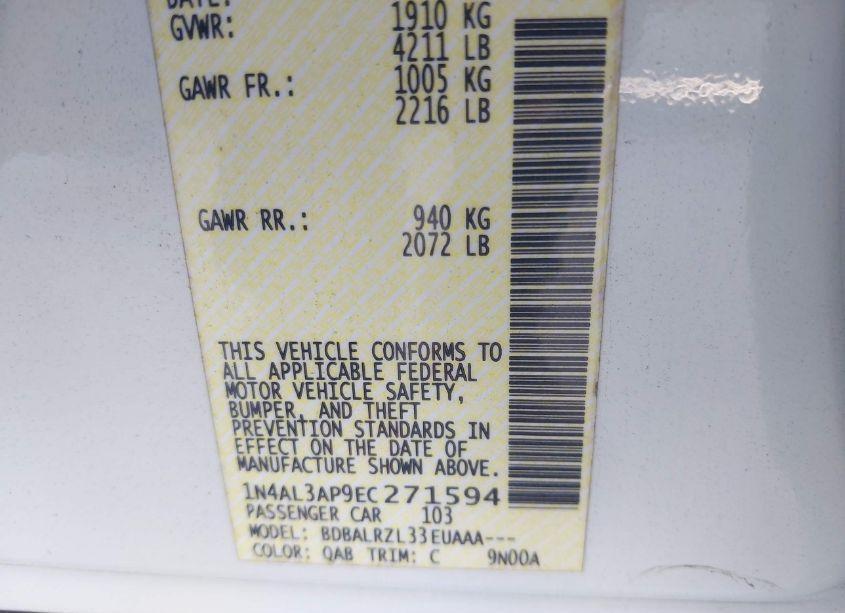 DATE:
GVWR: 1910 KG
4211 LB
GAWR FR.: 1005 KG
2216 LB
GAWR RR.: 940 KG
2072 LB
THIS VEHICLE CONFORMS TO
ALL APPLICABLE FEDERAL
MOTOR VEHICLE SAFETY,
BUMPER, AND THEFT
PREVENTION STANDARDS IN
EFFECT ON THE DATE OF
MANUFACTURE SHOWN ABOVE.
1N4AL3AP9EC271594
PASSENGER CAR 103
MODEL: BDBALRZL33EUAAA---
COLOR: QAB TRIM: C 9N00A